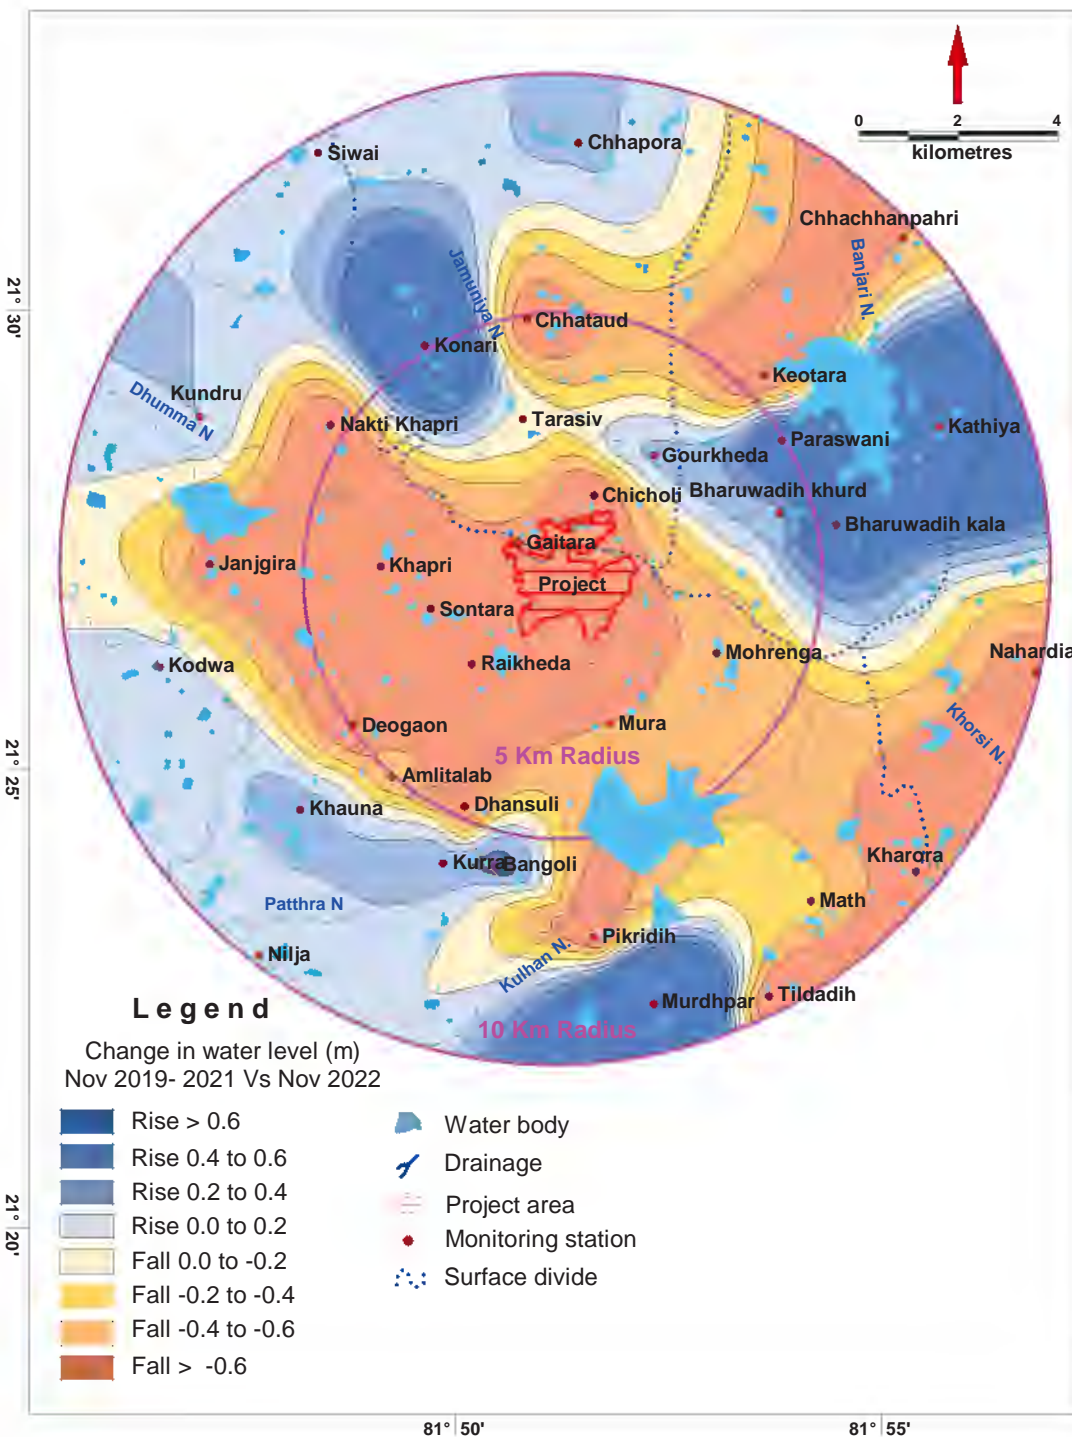 0 2 4
kilometres
Siwai
Chhapora
Chhachhanpahri
Banjari N.
Jamuniya N
21° 30'
Chhataud
Konari
Keotara
Kundru
Dhumma N
Nakti Khapri
Tarasiv
Paraswani
Kathiya
Gourkheda
Chicholi
Bharuwadih khurd
Bharuwadih kala
Gaitara
Janjgira
Khapri
Project
Sontara
Kodwa
Raikheda
Mohrenga
Nahardia
Deogaon
Mura
Khorsi N.
5 Km Radius
21° 25'
Amlitalab
Khauna
Dhansuli
Kurra
Bangoli
Kharora
Patthra N
Math
Nilja
Kulhan N.
Pikridih
Murdhpar
Tildadih
10 Km Radius
Legend
Change in water level (m)
Nov 2019- 2021 Vs Nov 2022
Rise > 0.6
Rise 0.4 to 0.6
Rise 0.2 to 0.4
Rise 0.0 to 0.2
Fall 0.0 to -0.2
Fall -0.2 to -0.4
Fall -0.4 to -0.6
Fall > -0.6
Water body
Drainage
Project area
Monitoring station
Surface divide
21° 20'
81° 50'
81° 55'